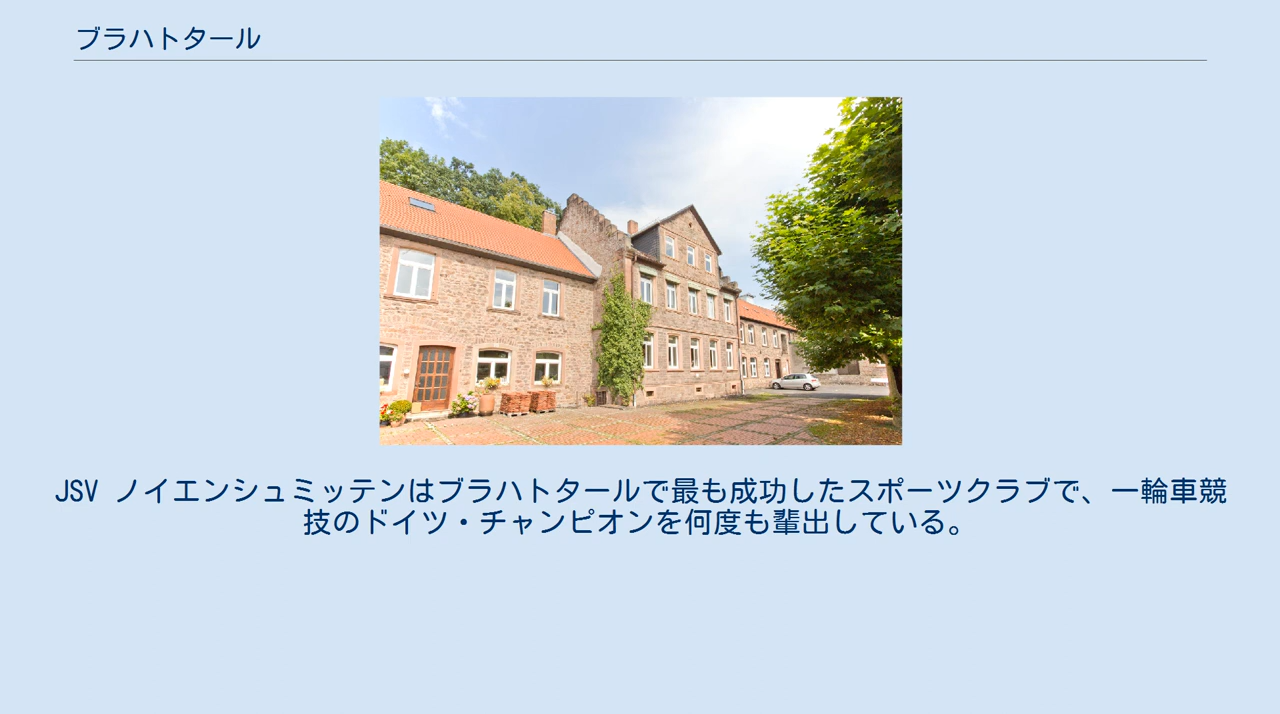 ブラハトタール
JSV ノイエンシュミッテンはブラハトタールで最も成功したスポーツクラブで、一輪車競
技のドイツ・チャンピオンを何度も輩出している。